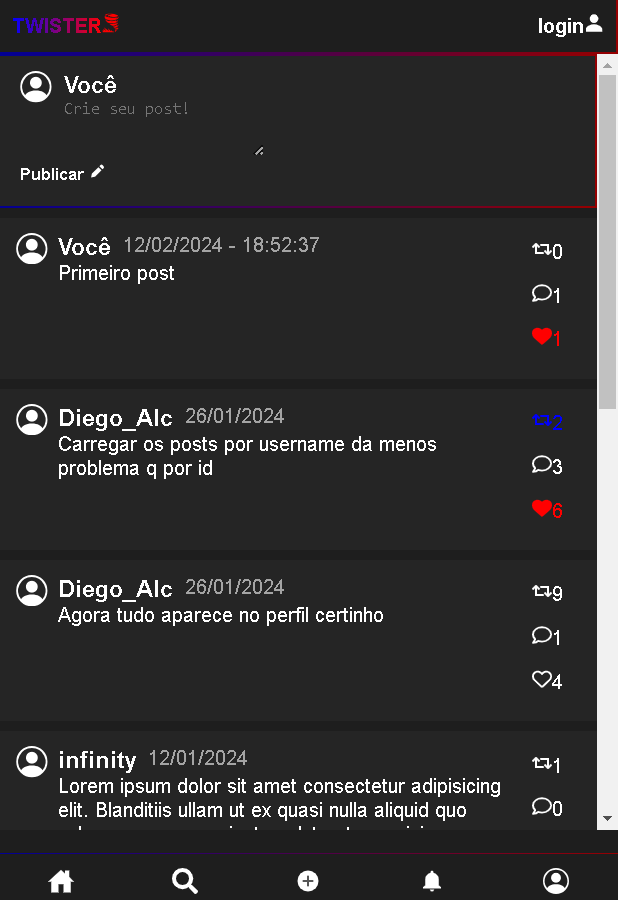 TWISTER
login
Você
Crie seu post!
Publicar
Você 12/02/2024 - 18:52:37
Primeiro post
0
1
1
Diego_Alc 26/01/2024
Carregar os posts por username da menos
problema q por id
2
3
6
Diego_Alc 26/01/2024
Agora tudo aparece no perfil certinho
9
1
4
infinity 12/01/2024
Lorem ipsum dolor sit amet consectetur adipisicing
elit. Blanditiis ullam ut ex quasi nulla aliquid quo
1
0